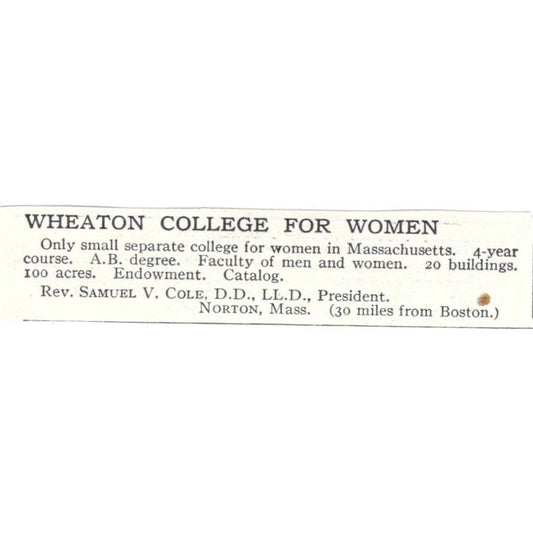 WHEATON COLLEGE FOR WOMEN
Only small separate college for women in Massachusetts. 4-year
course. A.B. degree. Faculty of men and women. 20 buildings.
100 acres. Endowment. Catalog.
Rev. SAMUEL V. COLE, D.D., LL.D., President.
NORTON, Mass. (30 miles from Boston.)